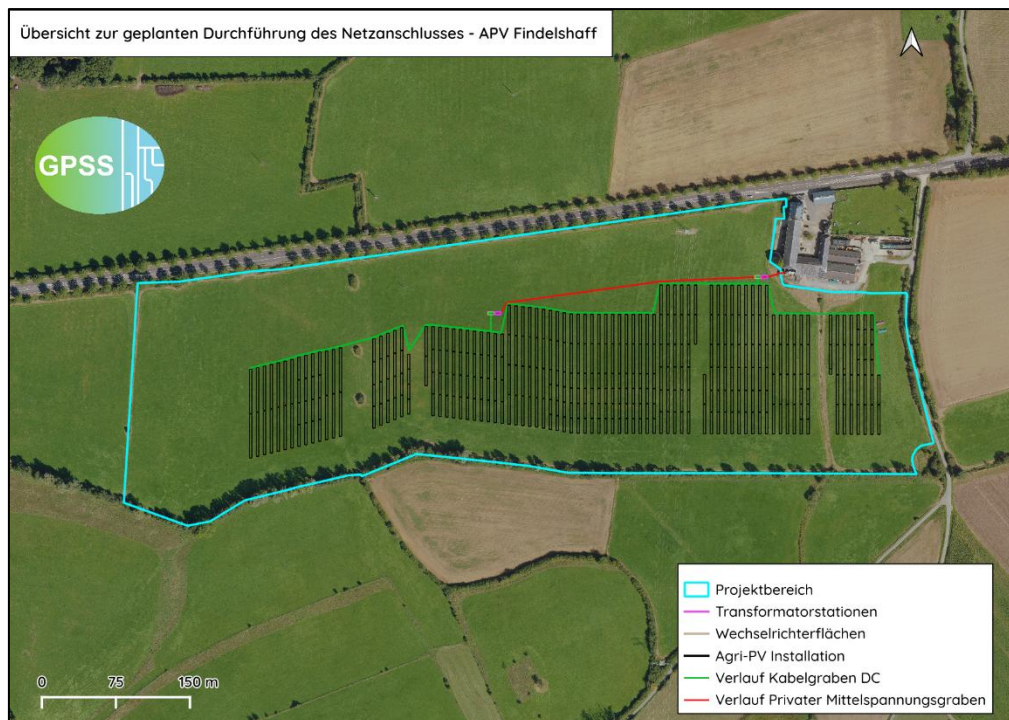 Übersicht zur geplanten Durchführung des Netzanschlusses - APV Findelshaff
GPSS
Projektbereich
Transformatorstationen
Wechselrichterflächen
Agri-PV Installation
Verlauf Kabelgraben DC
Verlauf Privater Mittelspannungsgraben
0 75 150 m